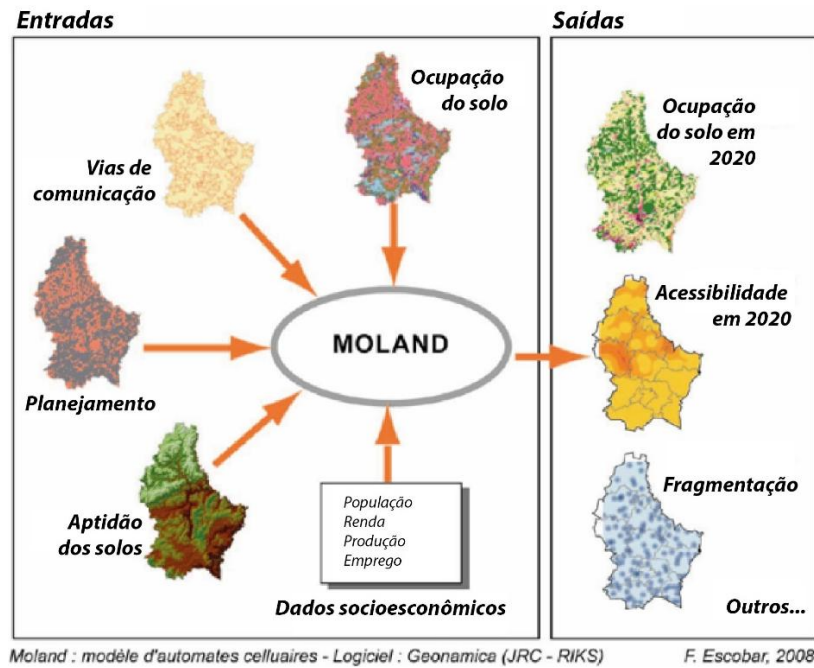 Entradas
Ocupação
do solo
Vias de
comunicação
MOLAND
Planejamento
Aptidão
dos solos
População
Renda
Produção
Emprego
Dados socioesconômicos
Saídas
Ocupação
do solo em
2020
Acessibilidade
em 2020
Fragmentação
Outros...
Moland : modèle d'automates celluaires - Logiciel : Geonamica (JRC - RIKS)
F. Escobar, 2008